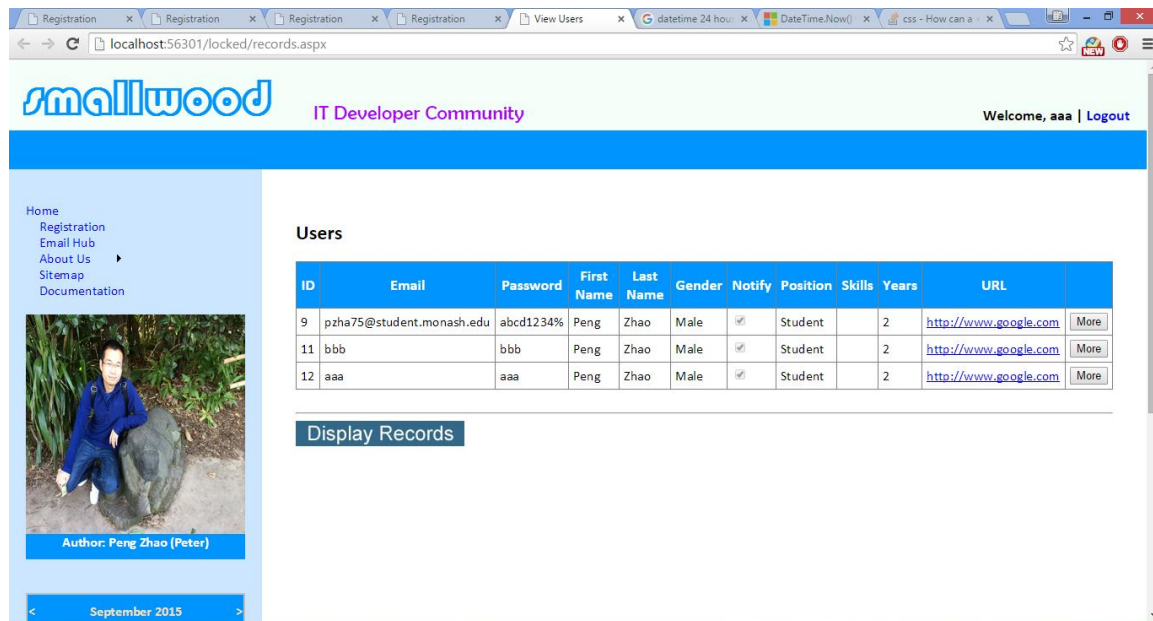 Registration Registration Registration Registration View Users datetime 24 hou DateTime.Now() css - How can a
localhost:56301/locked/records.aspx
NEW
smallwood
IT Developer Community
Welcome, aaa | Logout
Home
Registration
Email Hub
About Us
Sitemap
Documentation
Author: Peng Zhao (Peter)
< September 2015 >
Users
ID Email Password First Name Last Name Gender Notify Position Skills Years URL
9 pzha75@student.monash.edu abcd1234% Peng Zhao Male Student 2 http://www.google.com More
11 bbb bbb Peng Zhao Male Student 2 http://www.google.com More
12 aaa aaa Peng Zhao Male Student 2 http://www.google.com More
Display Records